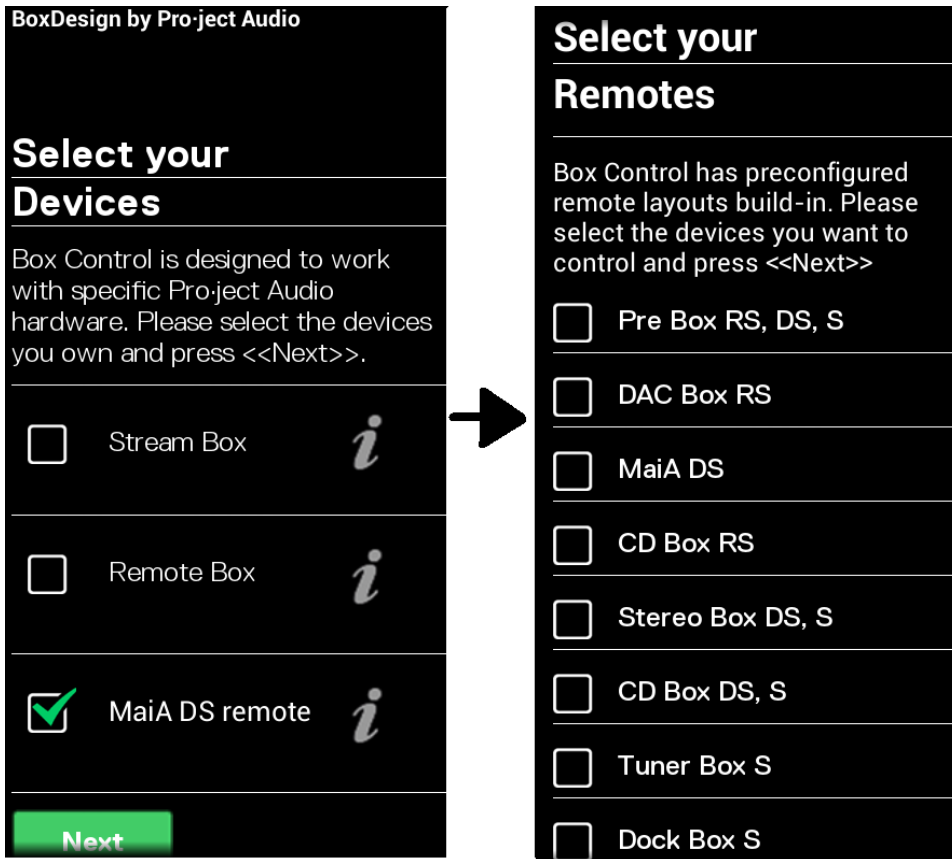 BoxDesign by Pro·ject Audio
Select your
Devices
Box Control is designed to work
with specific Pro·ject Audio
hardware. Please select the devices
you own and press <<Next>>.
Stream Box
Remote Box
MaiA DS remote
Next
Select your
Remotes
Box Control has preconfigured
remote layouts build-in. Please
select the devices you want to
control and press <<Next>>
Pre Box RS, DS, S
DAC Box RS
MaiA DS
CD Box RS
Stereo Box DS, S
CD Box DS, S
Tuner Box S
Dock Box S